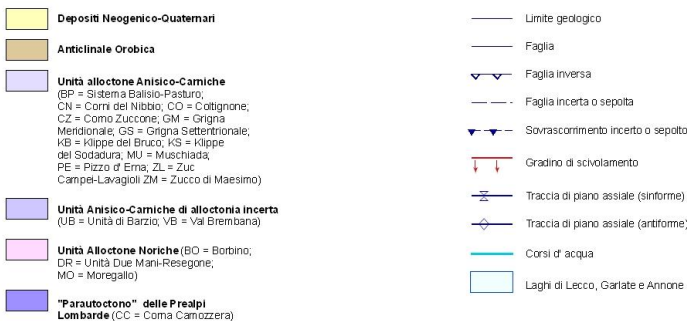 Depositi Neogenico-Quaternari
Anticlinale Orobica
Unità alloctone Anisico-Carniche
(BP = Sistema Balisio-Pasturo;
CN = Corni del Nibbio; CO = Coltignone;
CZ = Corno Zuccone; GM = Grigna
Meridionale; GS = Grigna Settentrionale;
KB = Klippe del Bruco; KS = Klippe
del Sodadura; MU = Muschiada;
PE = Pizzo d' Erna; ZL = Zuc
Campei-Lavagioli ZM = Zucco di Maesimo)
Unità Anisico-Carniche di alloctonia incerta
(UB = Unità di Barzio; VB = Val Brembana)
Unità Alloctone Noriche (BO = Borbino;
DR = Unità Due Mani-Resegone;
MO = Moregallo)
"Parautoctono" delle Prealpi
Lombarde (CC = Corna Camozzera)
Limite geologico
Faglia
Faglia inversa
Faglia incerta o sepolta
Sovrascorrimento incerto o sepolto
Gradino di scivolamento
Traccia di piano assiale (sinforme)
Traccia di piano assiale (antiforme)
Corsi d' acqua
Laghi di Lecco, Garlate e Annone